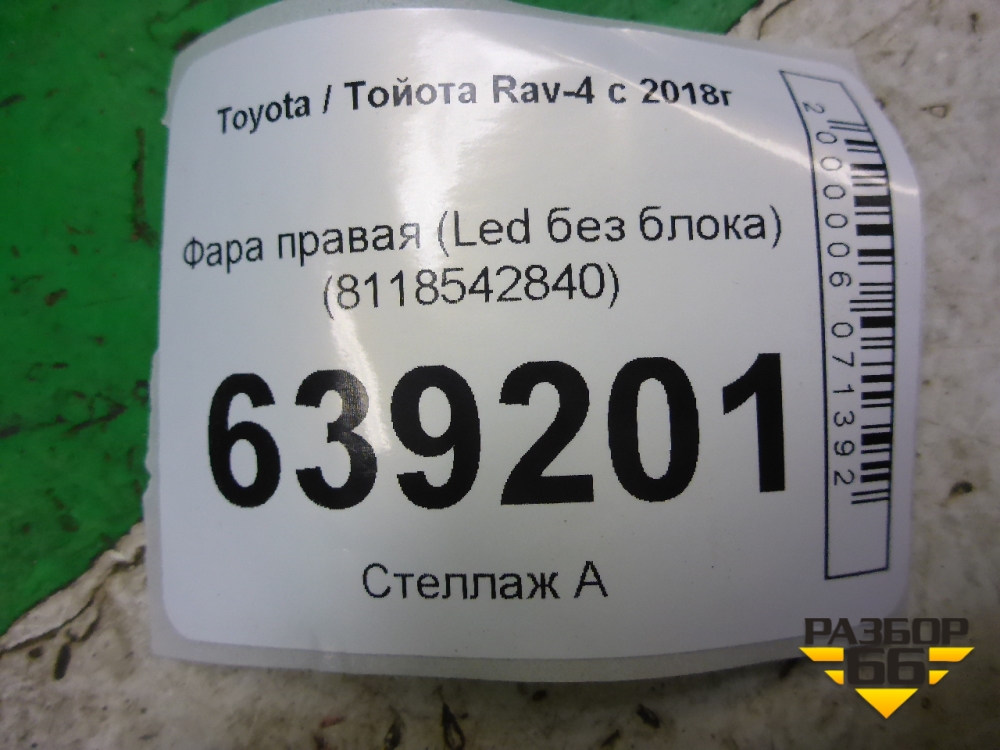 Toyota / Тойота Rav-4 с 2018г
Фара правая (Led без блока)
(8118542840)
639201
Стеллаж А
2000006071392
РАЗБОР
66